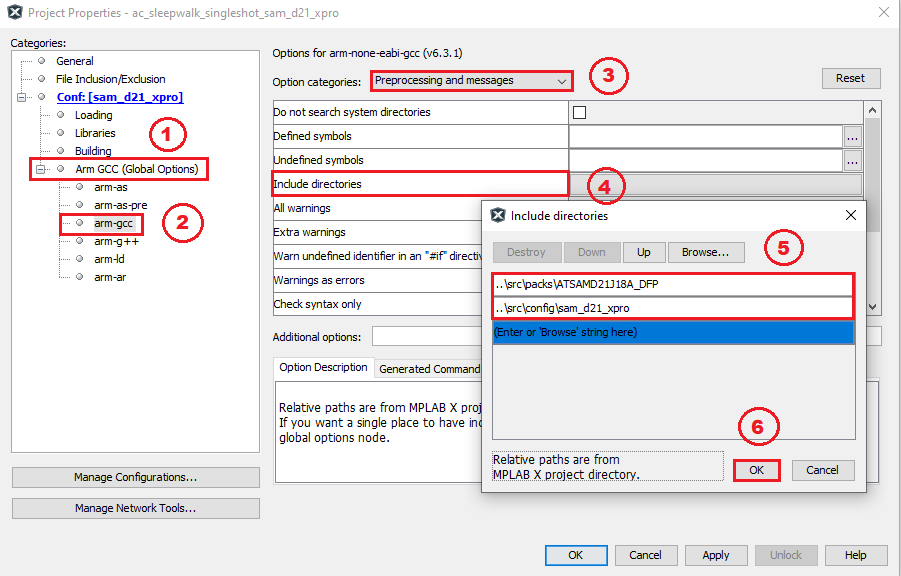 Project Properties - ac_sleepwalk_singleshot_sam_d21_xpro
Categories:
General
File Inclusion/Exclusion
Conf: [sam_d21_xpro]
Loading
Libraries
Building
1
Arm GCC (Global Options)
arm-as
arm-as-pre
arm-gcc
2
arm-g++
arm-ld
arm-ar
Manage Configurations...
Manage Network Tools...
Options for arm-none-eabi-gcc (v6.3.1)
Option categories:
Preprocessing and messages
3
Reset
Do not search system directories
Defined symbols
...
Undefined symbols
...
Include directories
4
All warnings
Extra warnings
Warn undefined identifier in an "#if" directiv
Warnings as errors
Check syntax only
Additional options:
Option Description
Generated Command
Relative paths are from MPLAB X proj
If you want a single place to have inc
global options node.
Include directories
Destroy
Down
Up
Browse...
5
..\src\packs\ATSAMD21J18A_DFP
..\src\config\sam_d21_xpro
(Enter or 'Browse' string here)
6
Relative paths are from
MPLAB X project directory.
OK
Cancel
OK
Cancel
Apply
Unlock
Help